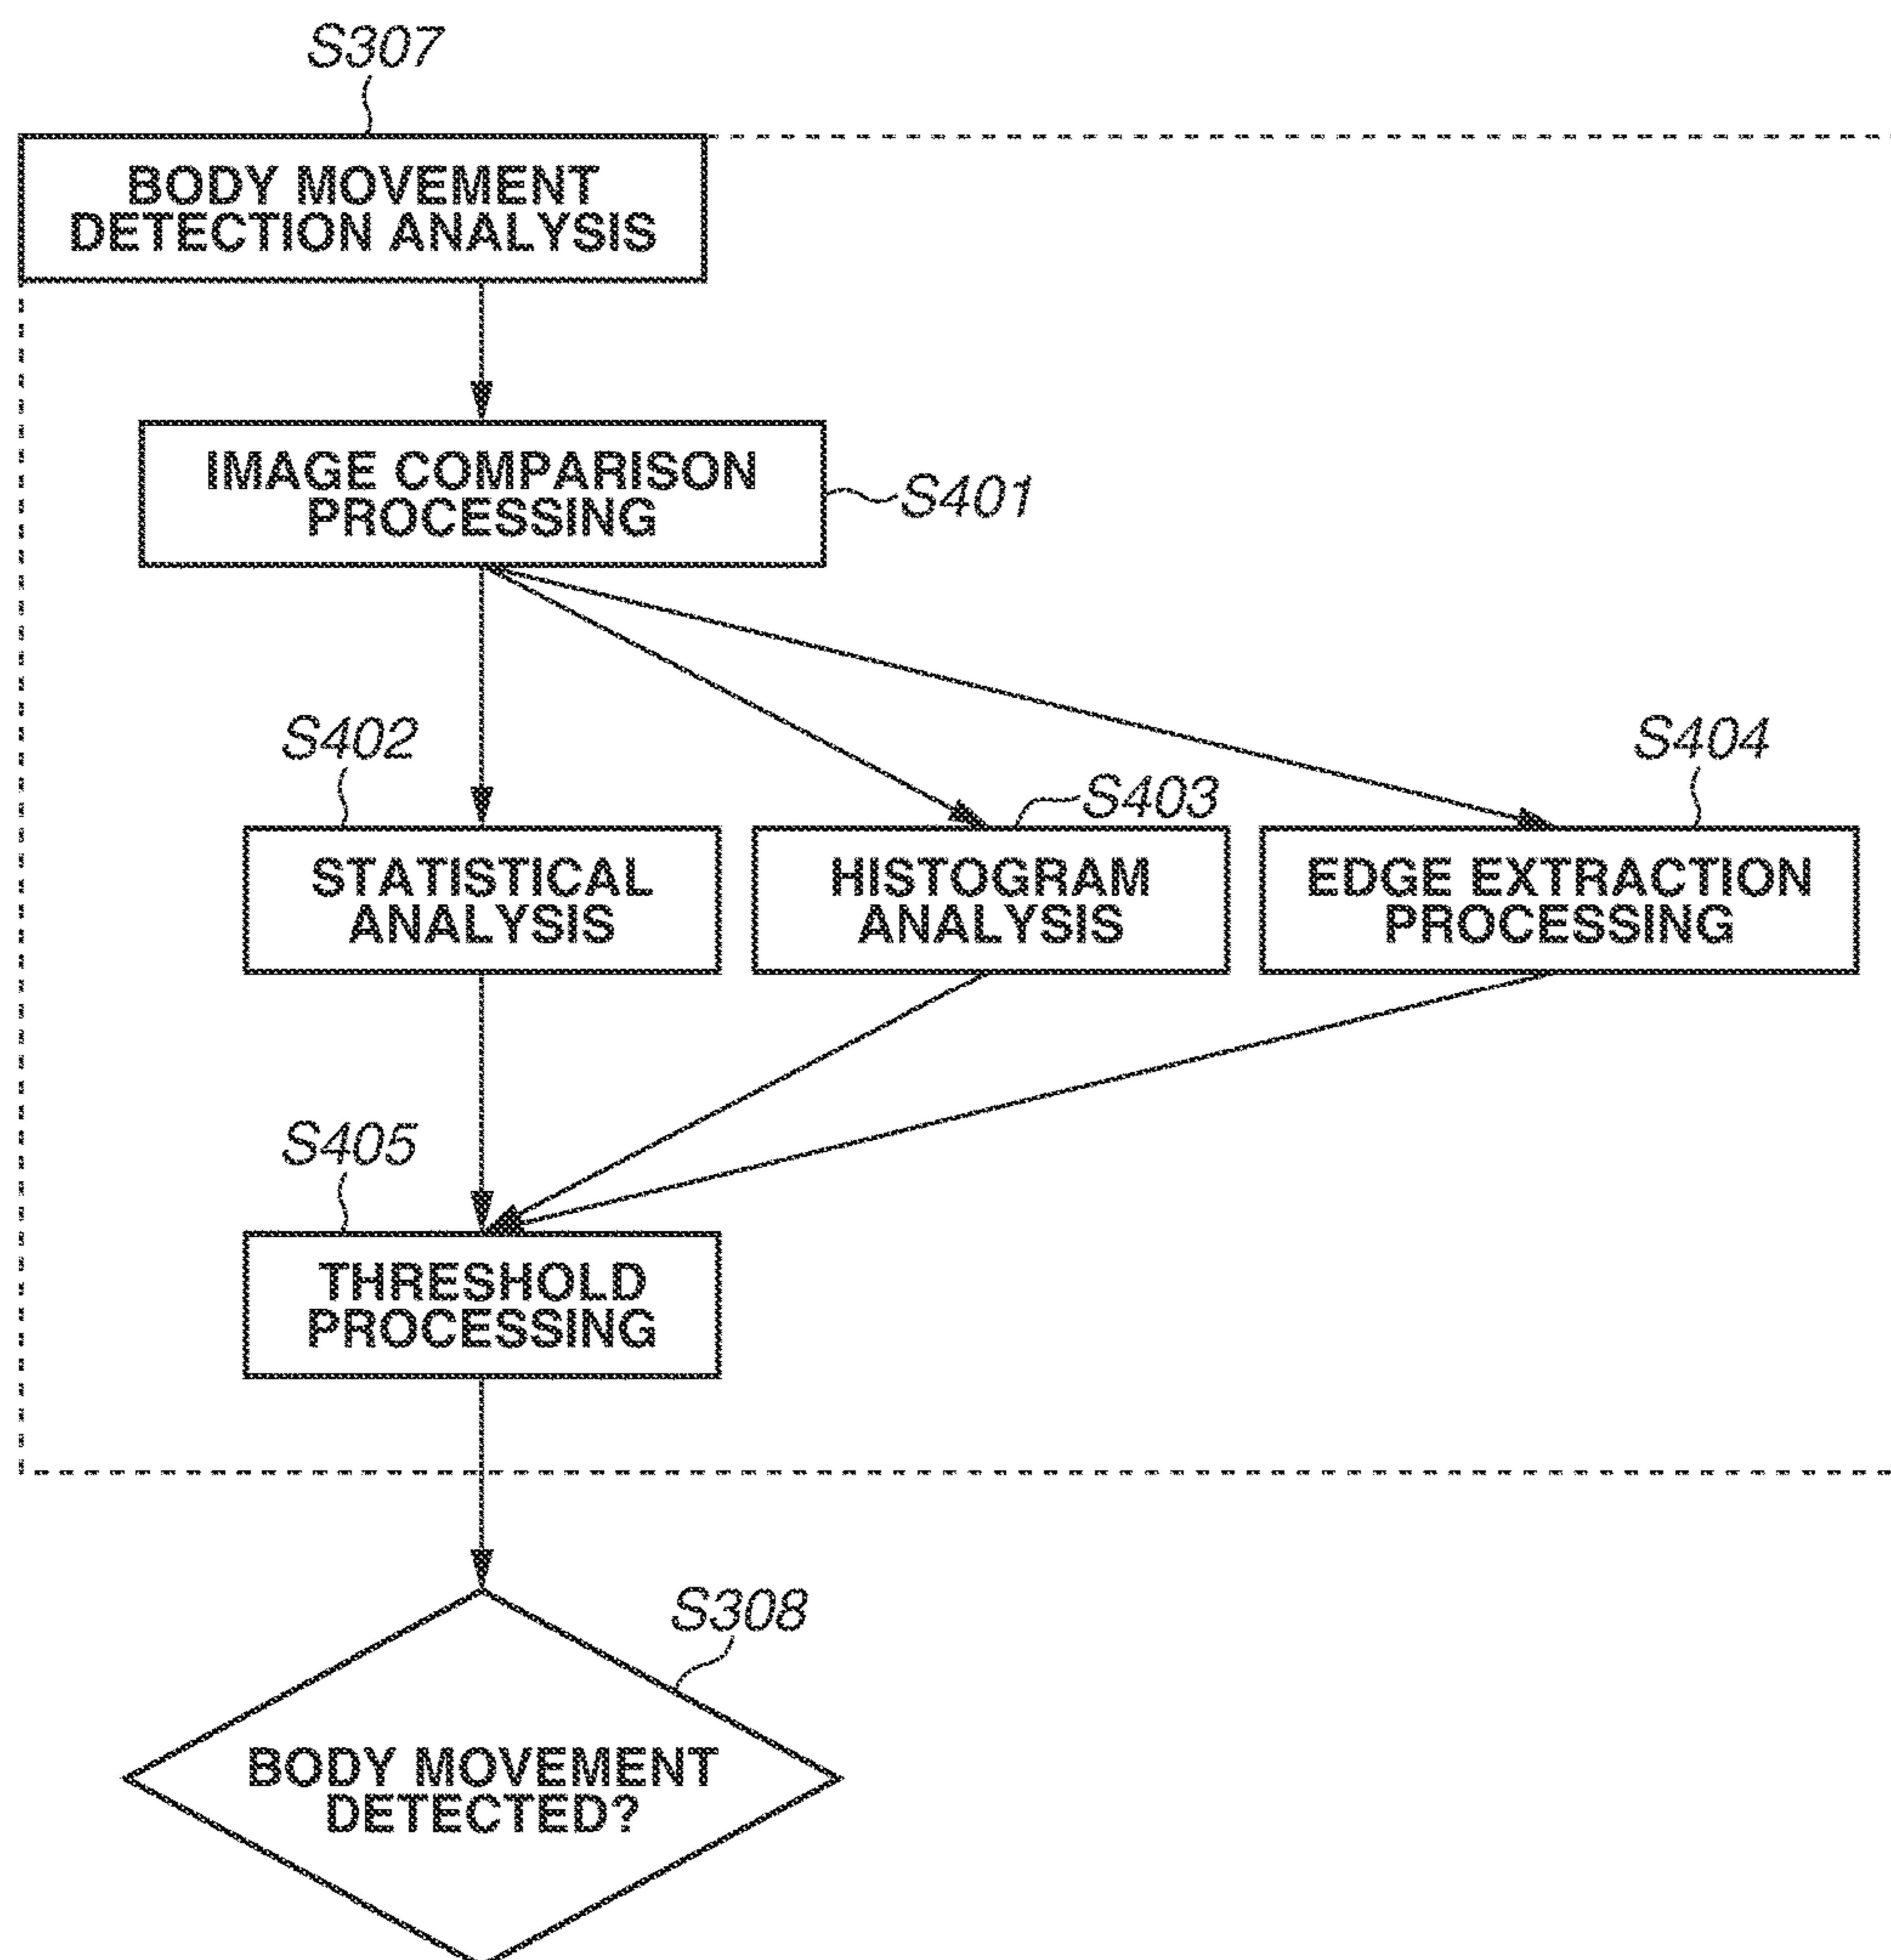 S307
BODY MOVEMENT
DETECTION ANALYSIS
IMAGE COMPARISON
PROCESSING
S401
S402
S403
S404
STATISTICAL
ANALYSIS
HISTOGRAM
ANALYSIS
EDGE EXTRACTION
PROCESSING
S405
THRESHOLD
PROCESSING
S308
BODY MOVEMENT
DETECTED?